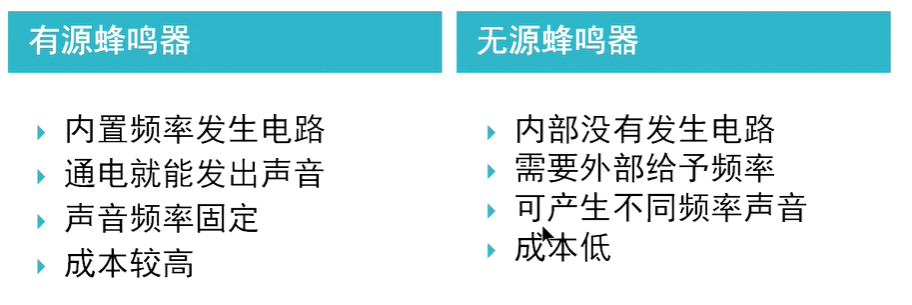 有源蜂鸣器
内置频率发生电路
通电就能发出声音
声音频率固定
成本较高
无源蜂鸣器
内部没有发生电路
需要外部给予频率
可产生不同频率声音
成本低